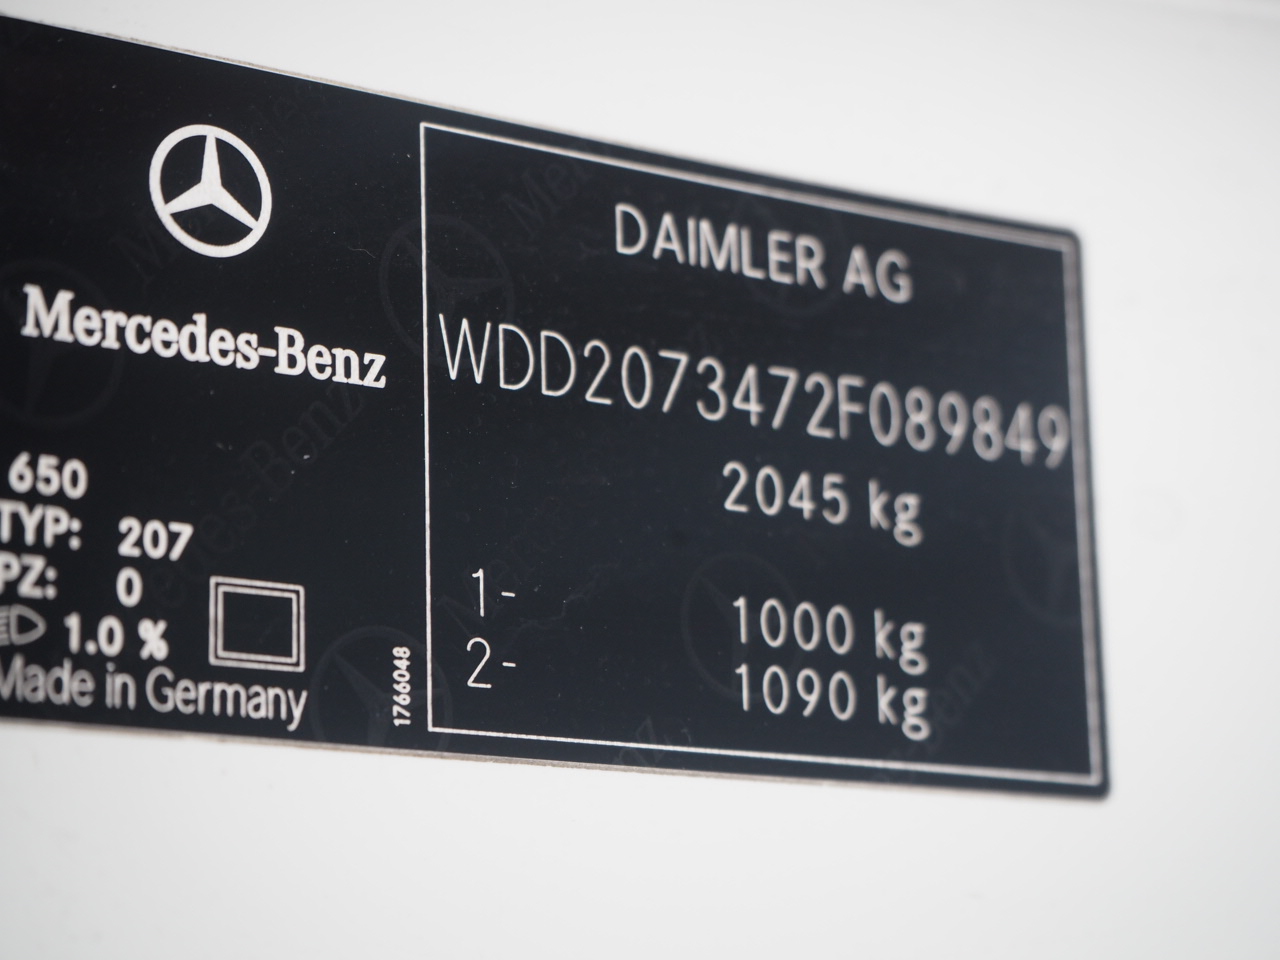 Mercedes-Benz
650
TYP: 207
PZ: 0
1.0 %
Made in Germany
1766048
DAIMLER AG
WDD2073472F089849
2045 kg
1- 1000 kg
2- 1090 kg